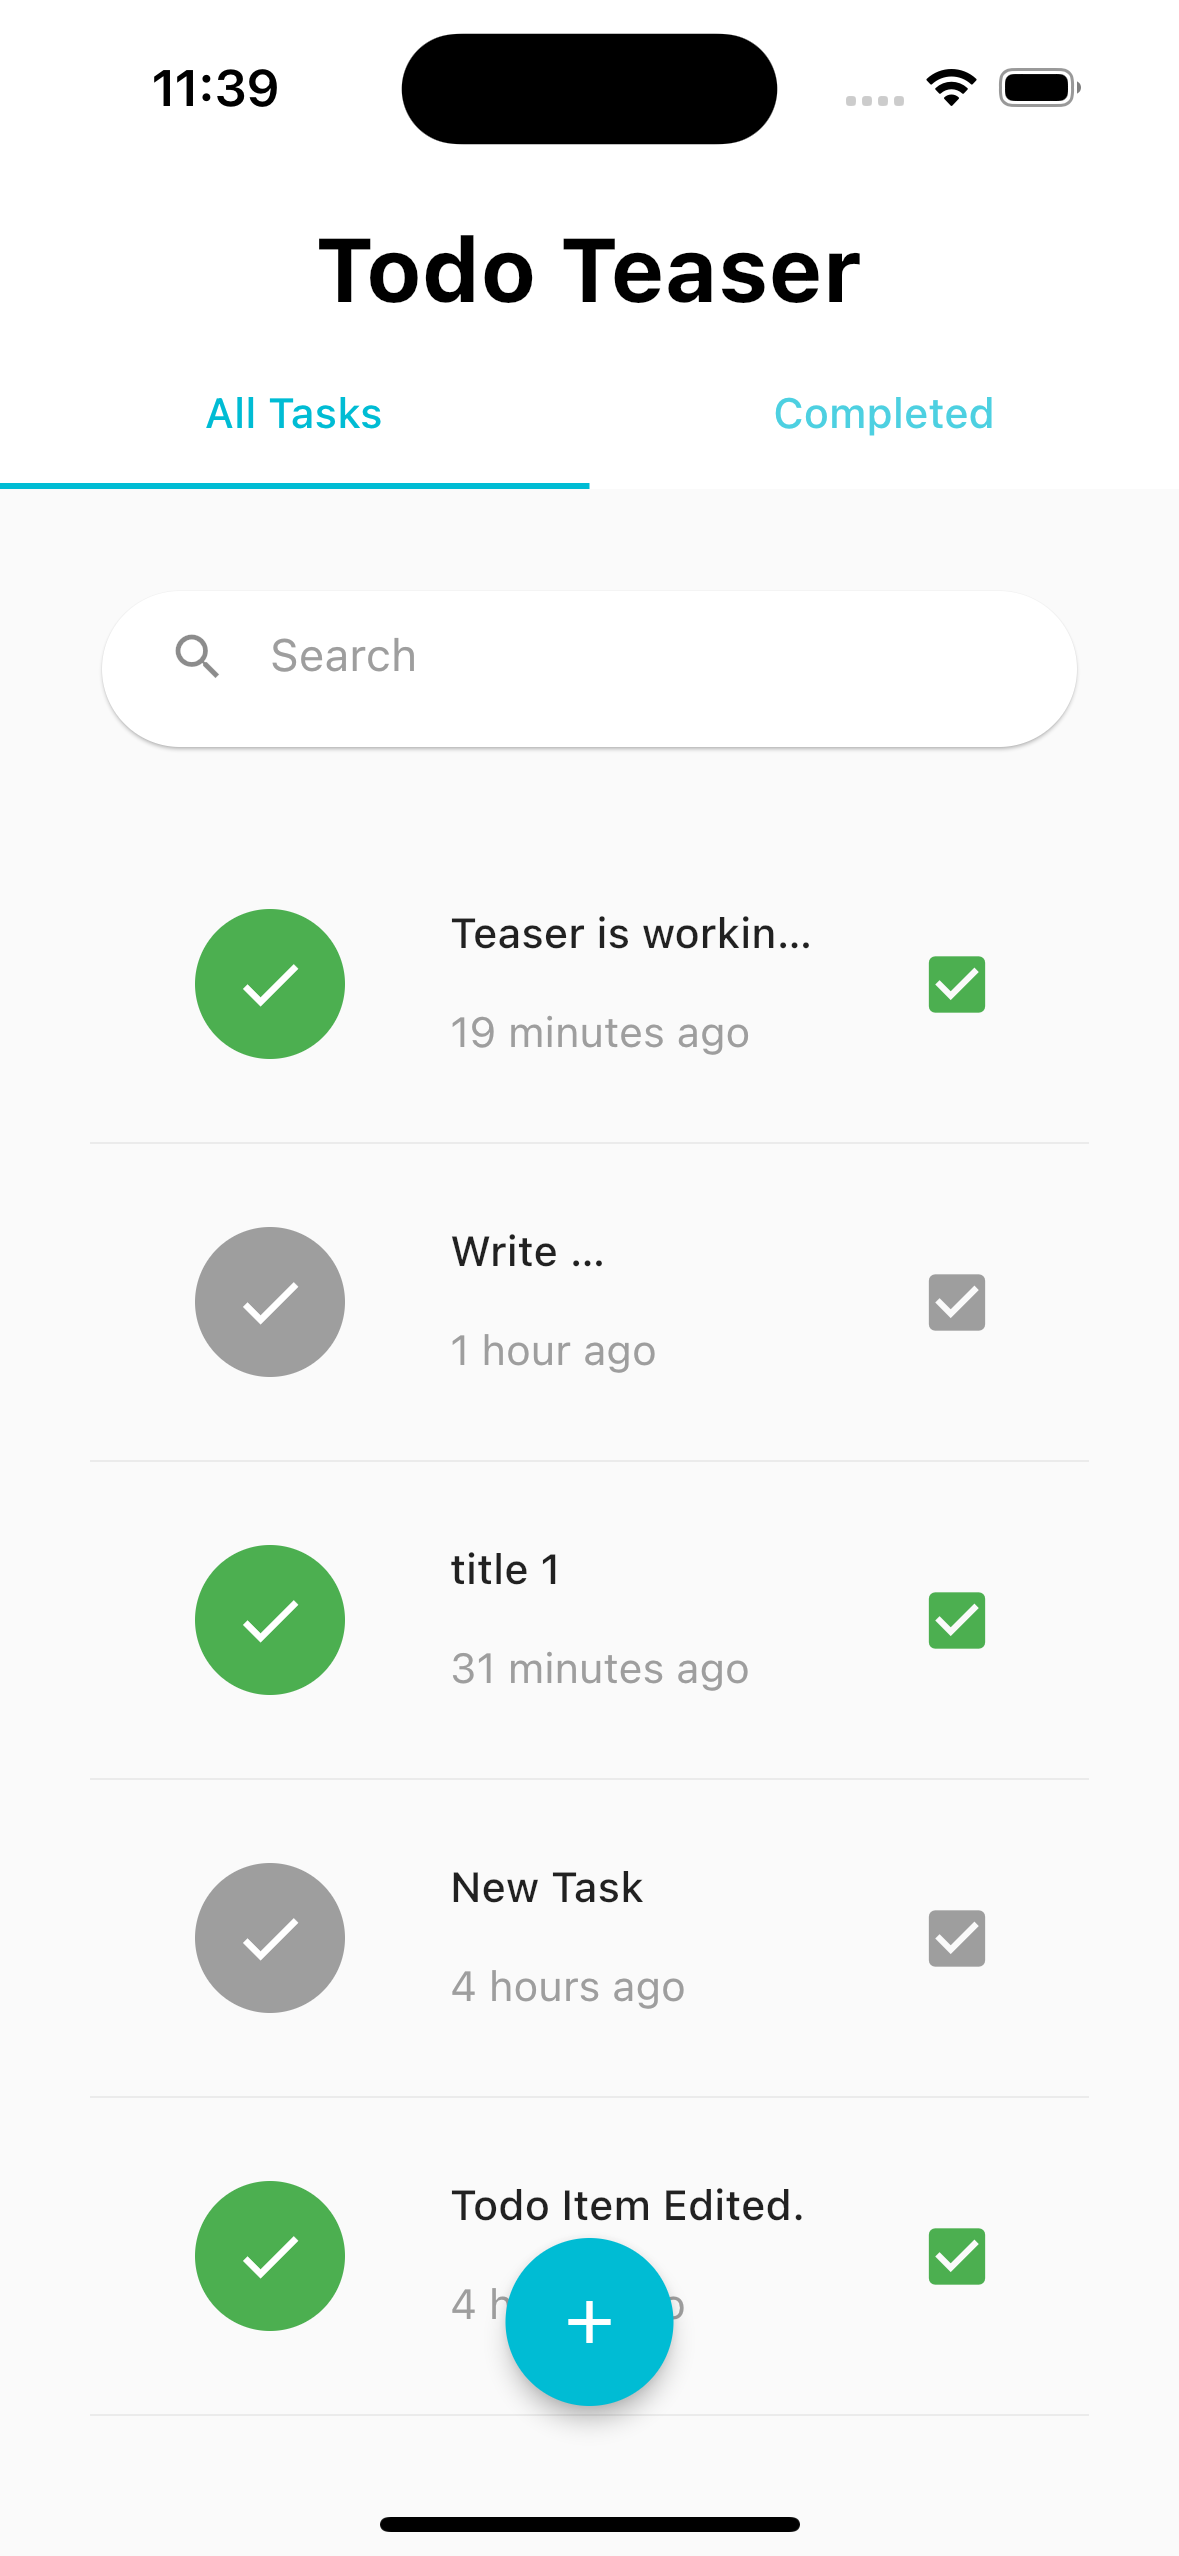 11:39
Todo Teaser
All Tasks
Completed
Search
Teaser is workin...
19 minutes ago
Write ...
1 hour ago
title 1
31 minutes ago
New Task
4 hours ago
Todo Item Edited.
4